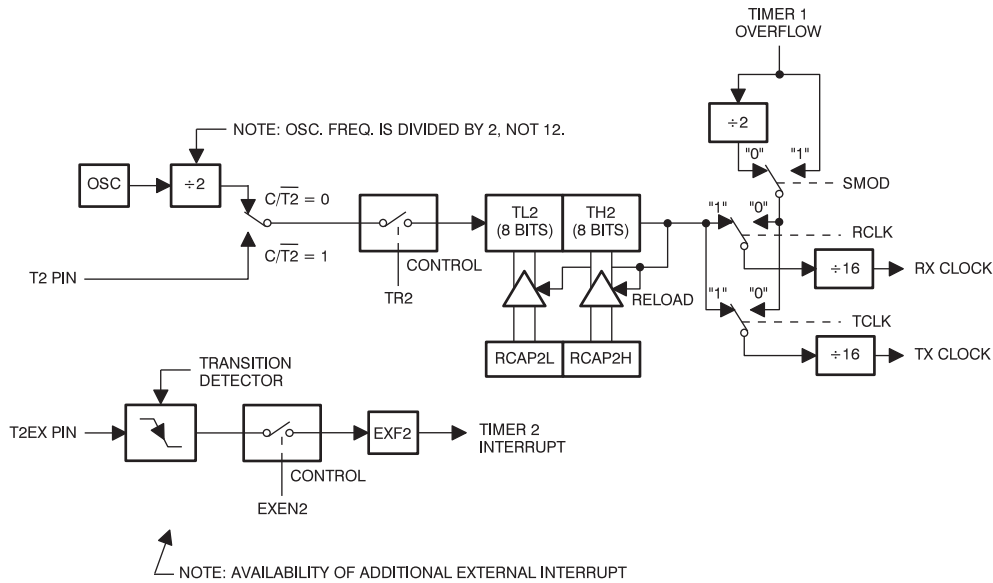 TIMER 1
OVERFLOW
NOTE: OSC. FREQ. IS DIVIDED BY 2, NOT 12.
÷2
"0"
"1"
OSC
÷2
SMOD
C/T2̅ = 0
TL2
(8 BITS)
TH2
(8 BITS)
"1"
"0"
RCLK
C/T2̅ = 1
CONTROL
÷16
RX CLOCK
T2 PIN
TR2
RELOAD
"1"
"0"
TCLK
RCAP2L
RCAP2H
÷16
TX CLOCK
TRANSITION
DETECTOR
T2EX PIN
EXF2
TIMER 2
INTERRUPT
CONTROL
EXEN2
NOTE: AVAILABILITY OF ADDITIONAL EXTERNAL INTERRUPT